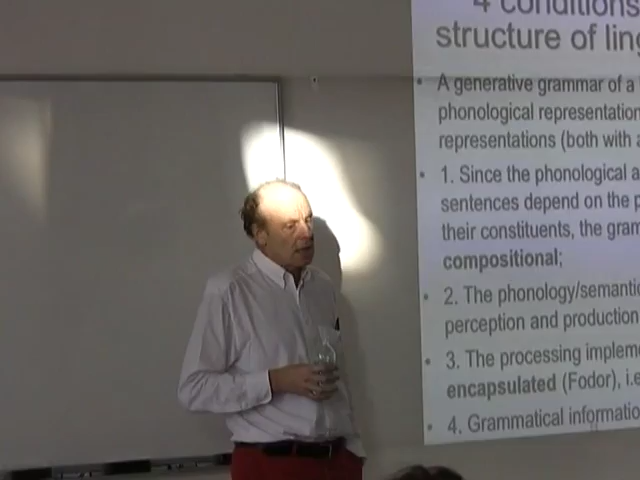 4 conditions
structure of ling
• A generative grammar of a
phonological representation
representations (both with a
• 1. Since the phonological a
sentences depend on the p
their constituents, the gram
compositional;
• 2. The phonology/semantic
perception and production
• 3. The processing impleme
encapsulated (Fodor), i.e
• 4. Grammatical informatio